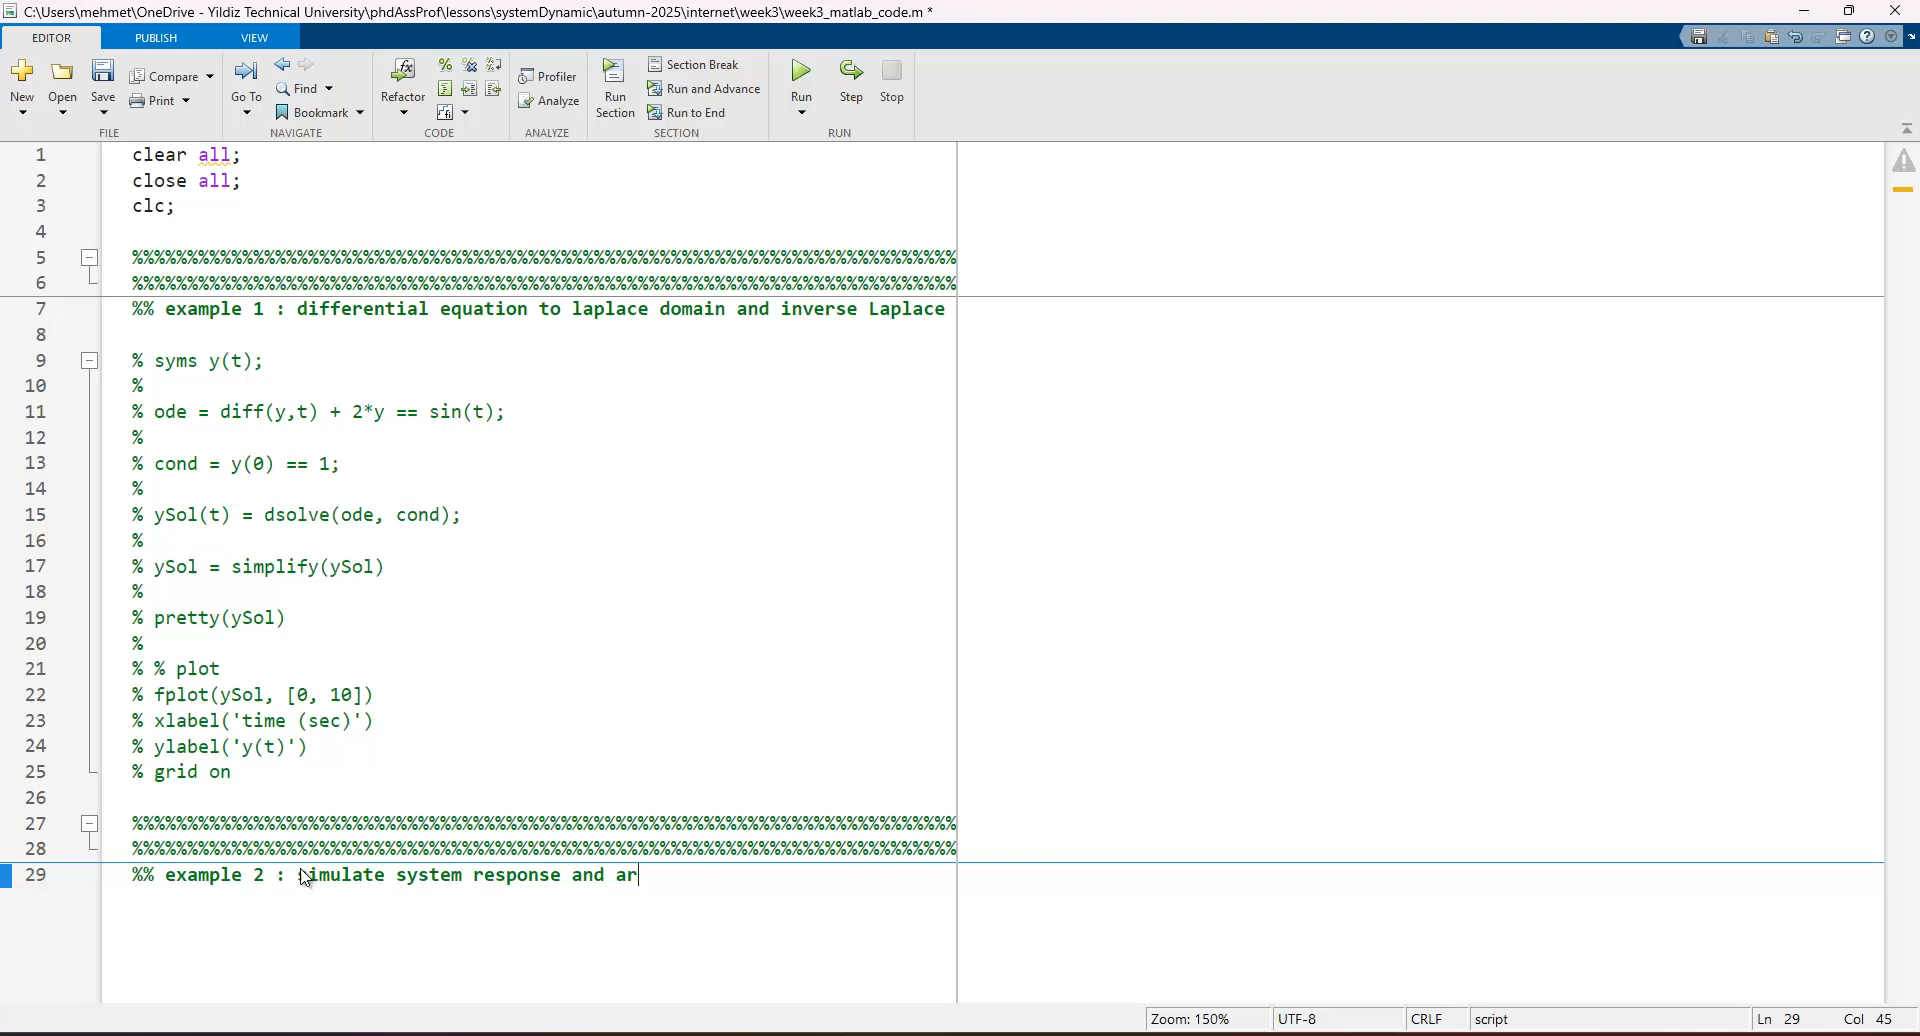 C:\Users\mehmet\OneDrive - Yildiz Technical University\phdAssProf\lessons\systemDynamic\autumn-2025\internet\week3\week3_matlab_code.m *
EDITOR PUBLISH VIEW
New Open Save Compare Print
FILE
Go To Find Bookmark
NAVIGATE
Refactor
CODE
Profiler Analyze
ANALYZE
Run Section Section Break Run and Advance Run to End
SECTION
Run Step Stop
RUN
1 clear all;
2 close all;
3 clc;
4
5 %%%%%%%%%%%%%%%%%%%%%%%%%%%%%%%%%%%%%%%%%%%%%%%%%%%%%%%%%%%%%%%%%%%%%%%%%%%
6 %%%%%%%%%%%%%%%%%%%%%%%%%%%%%%%%%%%%%%%%%%%%%%%%%%%%%%%%%%%%%%%%%%%%%%%%%%%
7 %% example 1 : differential equation to laplace domain and inverse Laplace
8
9 % syms y(t);
10 %
11 % ode = diff(y,t) + 2*y == sin(t);
12 %
13 % cond = y(0) == 1;
14 %
15 % ySol(t) = dsolve(ode, cond);
16 %
17 % ySol = simplify(ySol)
18 %
19 % pretty(ySol)
20 %
21 % % plot
22 % fplot(ySol, [0, 10])
23 % xlabel('time (sec)')
24 % ylabel('y(t)')
25 % grid on
26
27 %%%%%%%%%%%%%%%%%%%%%%%%%%%%%%%%%%%%%%%%%%%%%%%%%%%%%%%%%%%%%%%%%%%%%%%%%%%
28 %%%%%%%%%%%%%%%%%%%%%%%%%%%%%%%%%%%%%%%%%%%%%%%%%%%%%%%%%%%%%%%%%%%%%%%%%%%
29 %% example 2 : simulate system response and ar
Zoom: 150% UTF-8 CRLF script Ln 29 Col 45